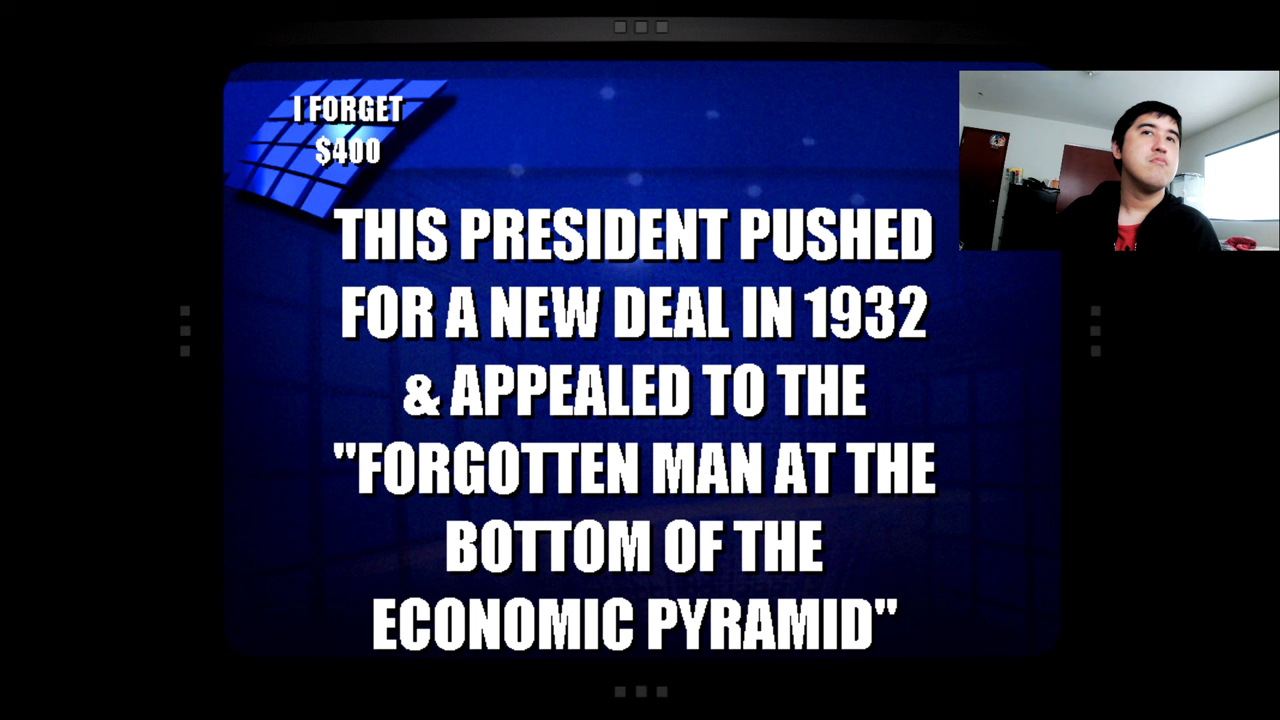 I FORGET
$400
THIS PRESIDENT PUSHED
FOR A NEW DEAL IN 1932
& APPEALED TO THE
"FORGOTTEN MAN AT THE
BOTTOM OF THE
ECONOMIC PYRAMID"